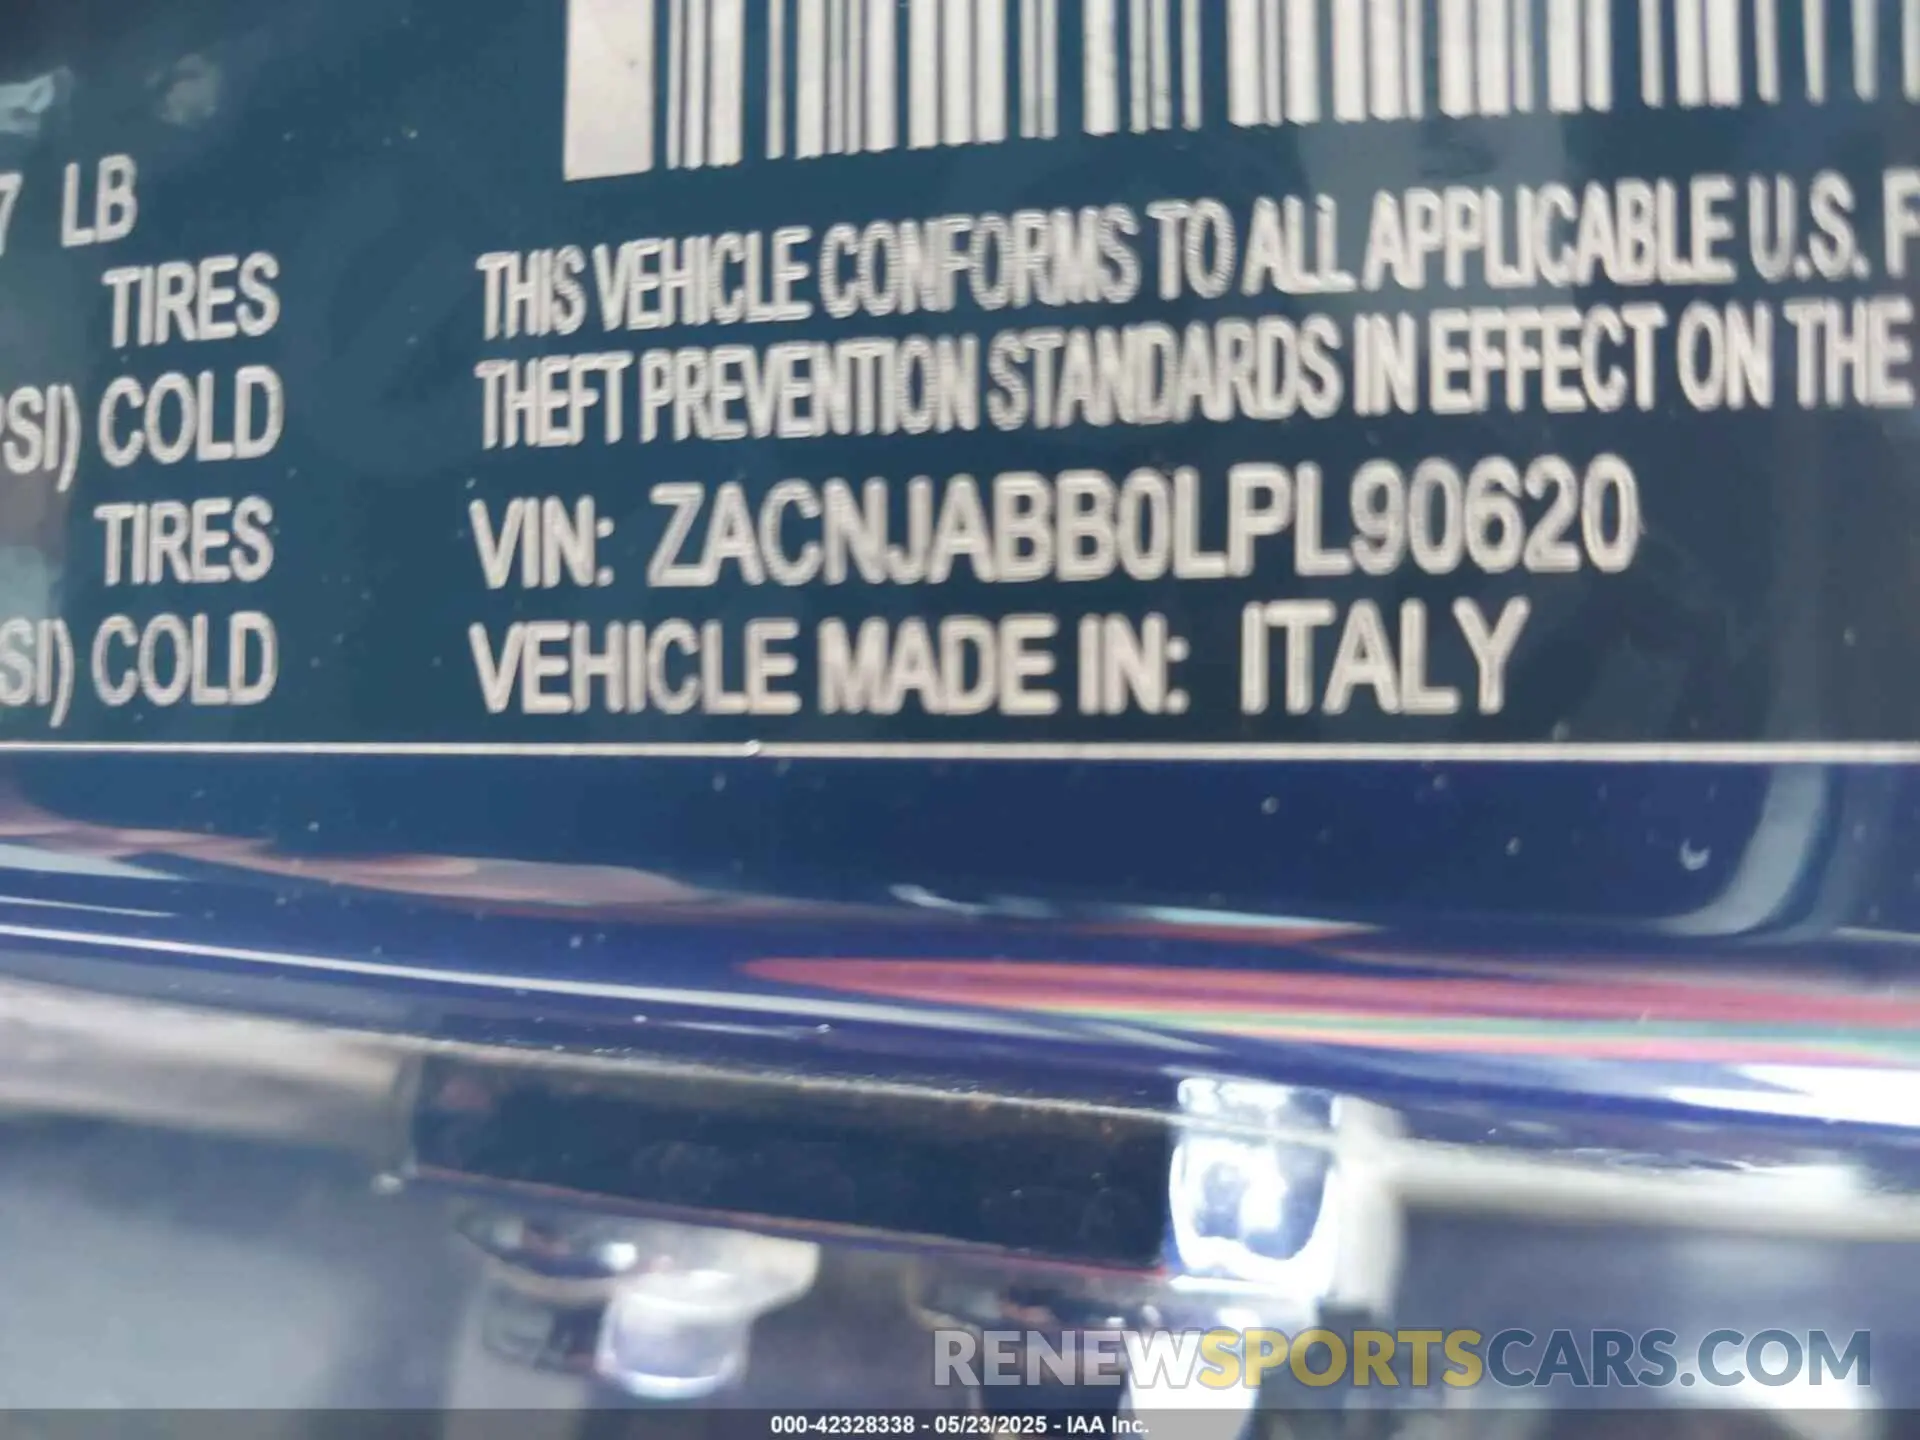 7 LB
TIRES
PSI) COLD
TIRES
SI) COLD
THIS VEHICLE CONFORMS TO ALL APPLICABLE U.S. F
THEFT PREVENTION STANDARDS IN EFFECT ON THE
VIN: ZACNJABB0LPL90620
VEHICLE MADE IN: ITALY
RENEWSPORTSCARS.COM
000-42328338 - 05/23/2025 - IAA Inc.